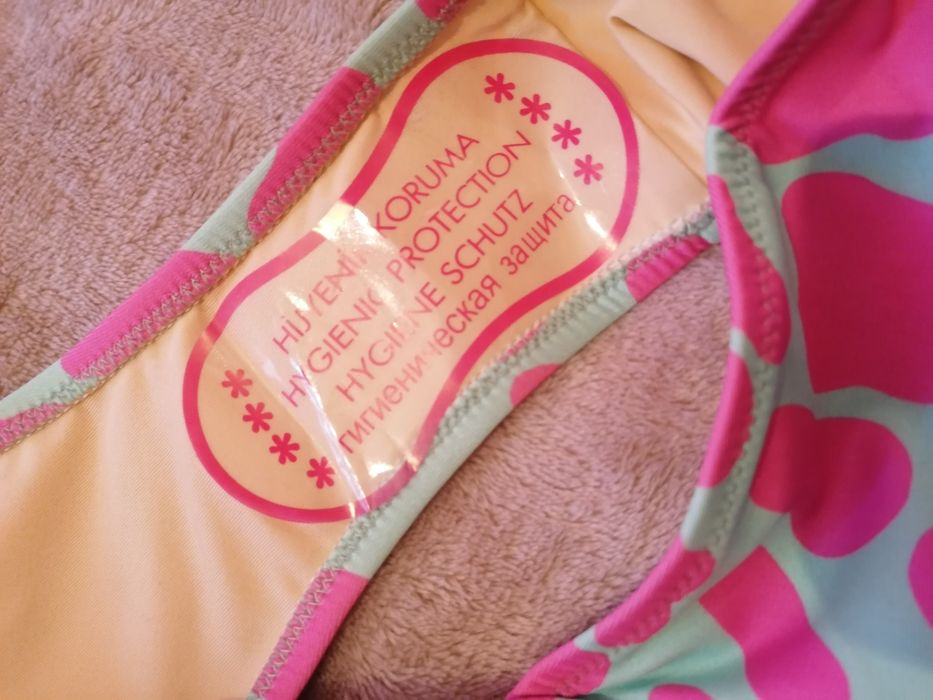 HİJYENİK KORUMA
HYGIENIC PROTECTION
HYGIENE SCHUTZ
гигиеническая защита